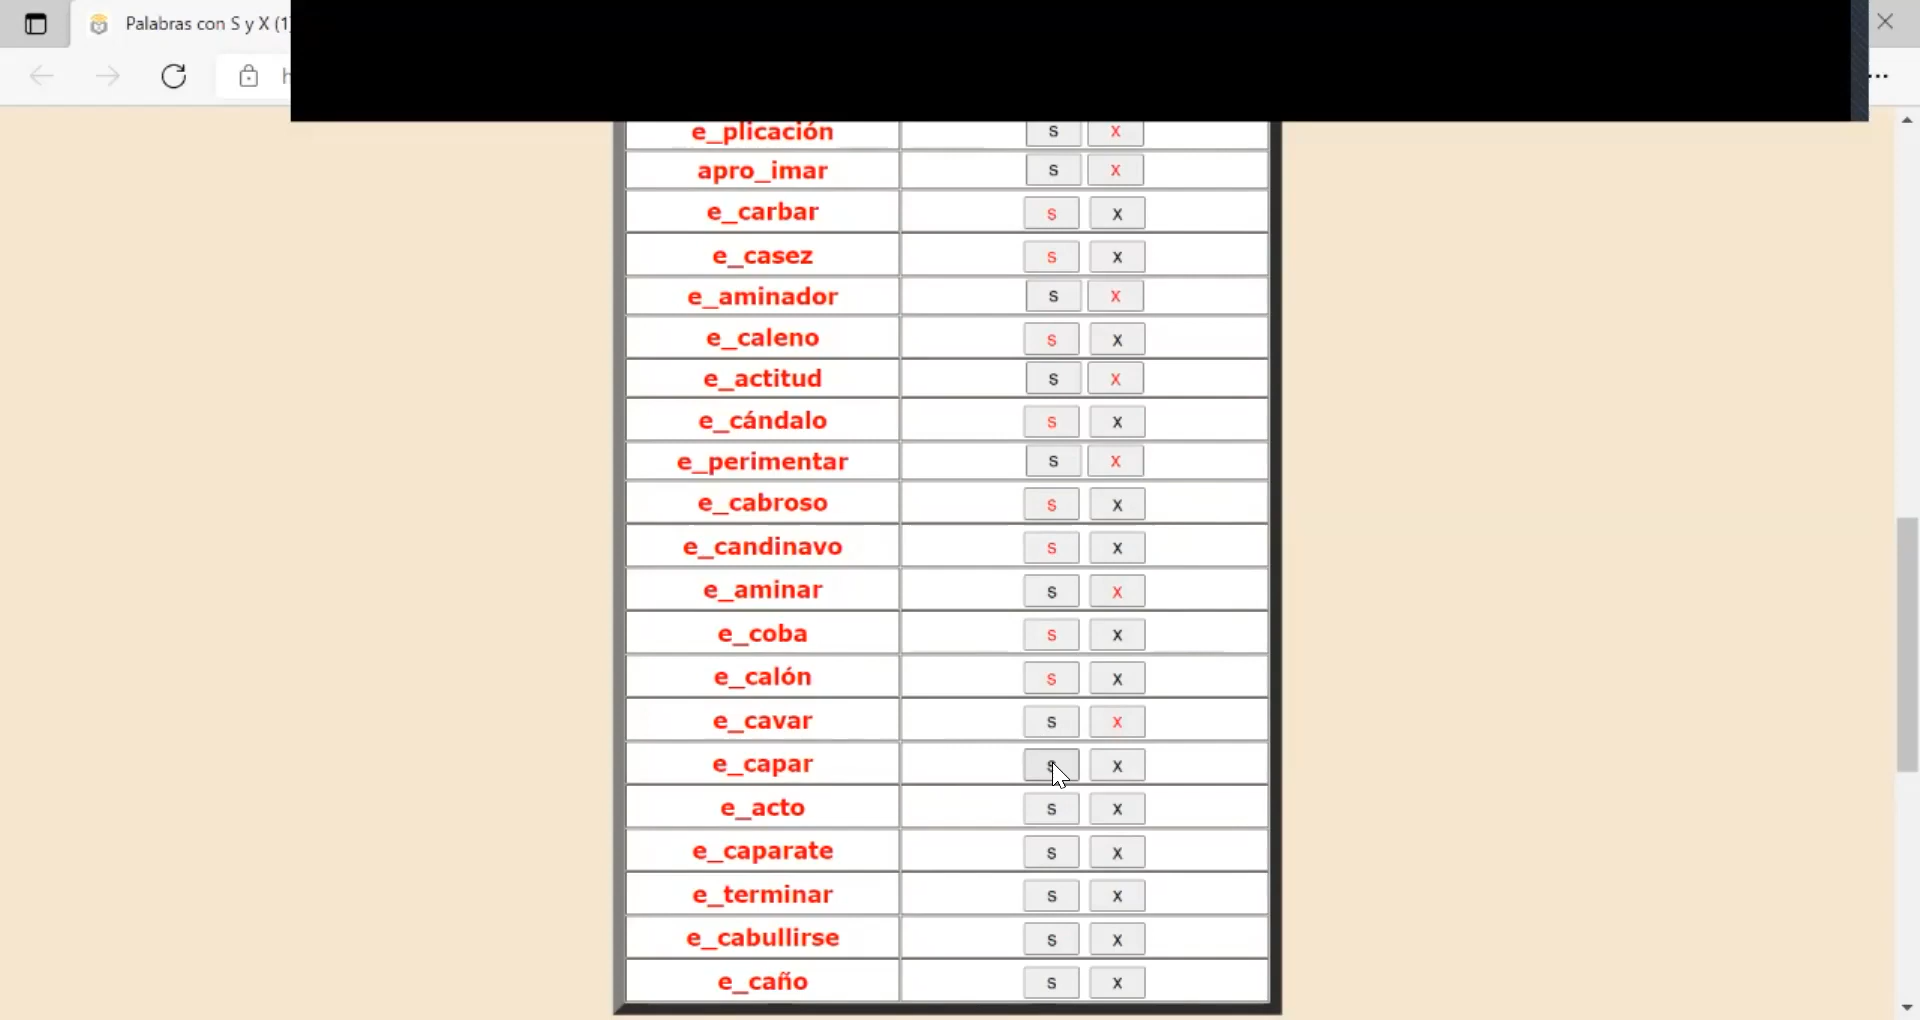 Palabras con S y X (1
h
e_plicación S X
apro_imar S X
e_carbar S X
e_casez S X
e_aminador S X
e_caleno S X
e_actitud S X
e_cándalo S X
e_perimentar S X
e_cabroso S X
e_candinavo S X
e_aminar S X
e_coba S X
e_calón S X
e_cavar S X
e_capar S X
e_acto S X
e_caparate S X
e_terminar S X
e_cabullirse S X
e_caño S X